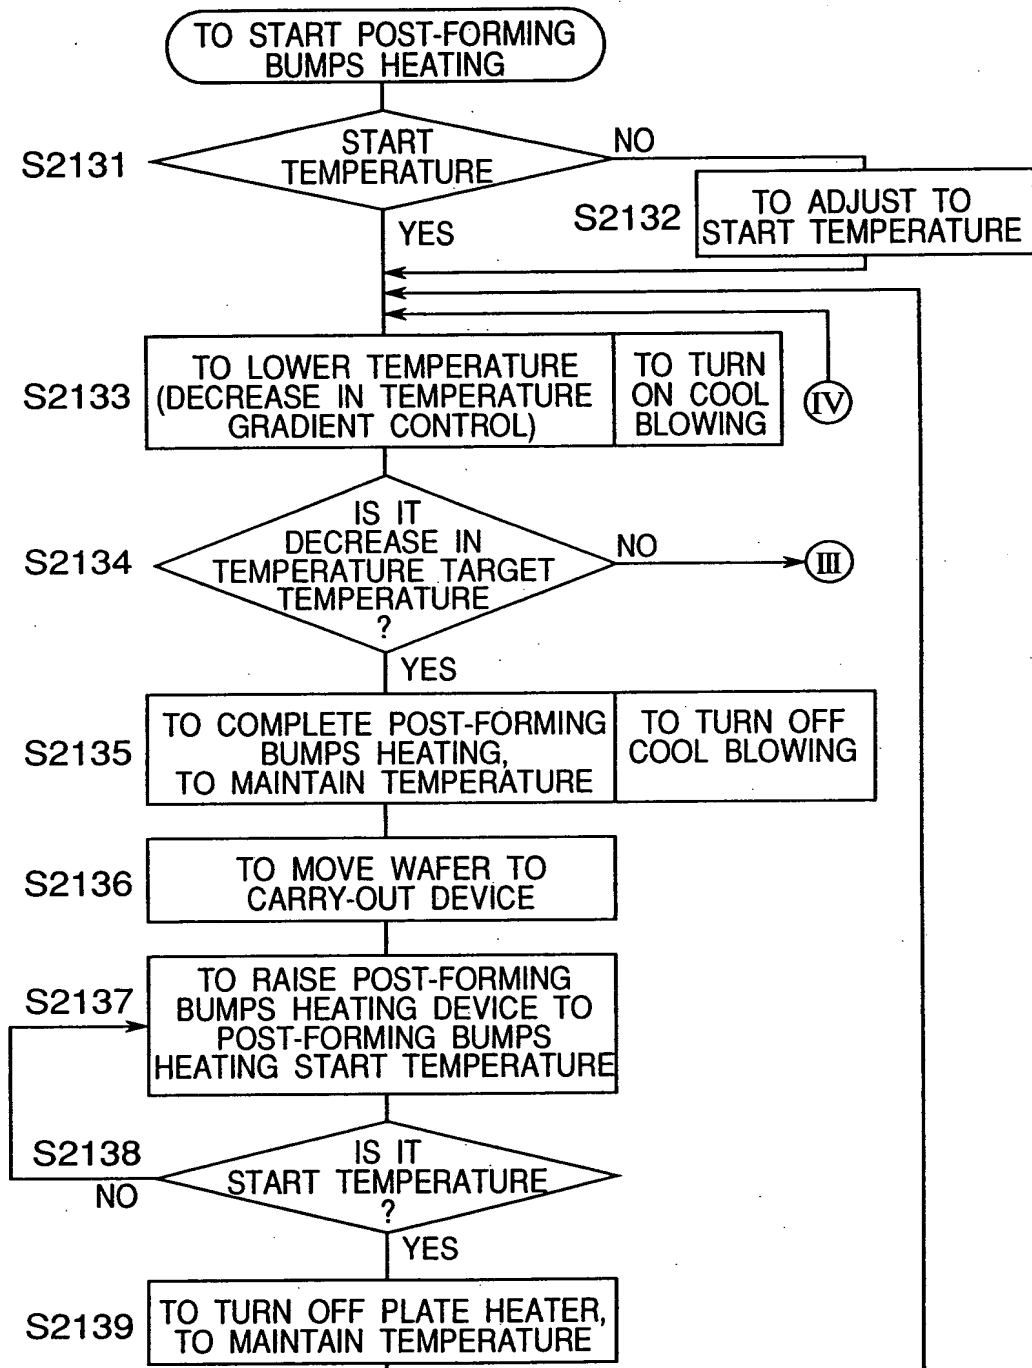 TO START POST-FORMING
BUMPS HEATING
S2131
START
TEMPERATURE
NO
YES
S2132
TO ADJUST TO
START TEMPERATURE
S2133
TO LOWER TEMPERATURE
(DECREASE IN TEMPERATURE
GRADIENT CONTROL)
TO TURN
ON COOL
BLOWING
IV
S2134
IS IT
DECREASE IN
TEMPERATURE TARGET
TEMPERATURE
?
NO
III
YES
S2135
TO COMPLETE POST-FORMING
BUMPS HEATING,
TO MAINTAIN TEMPERATURE
TO TURN OFF
COOL BLOWING
S2136
TO MOVE WAFER TO
CARRY-OUT DEVICE
S2137
TO RAISE POST-FORMING
BUMPS HEATING DEVICE TO
POST-FORMING BUMPS
HEATING START TEMPERATURE
S2138
NO
IS IT
START TEMPERATURE
?
YES
S2139
TO TURN OFF PLATE HEATER,
TO MAINTAIN TEMPERATURE